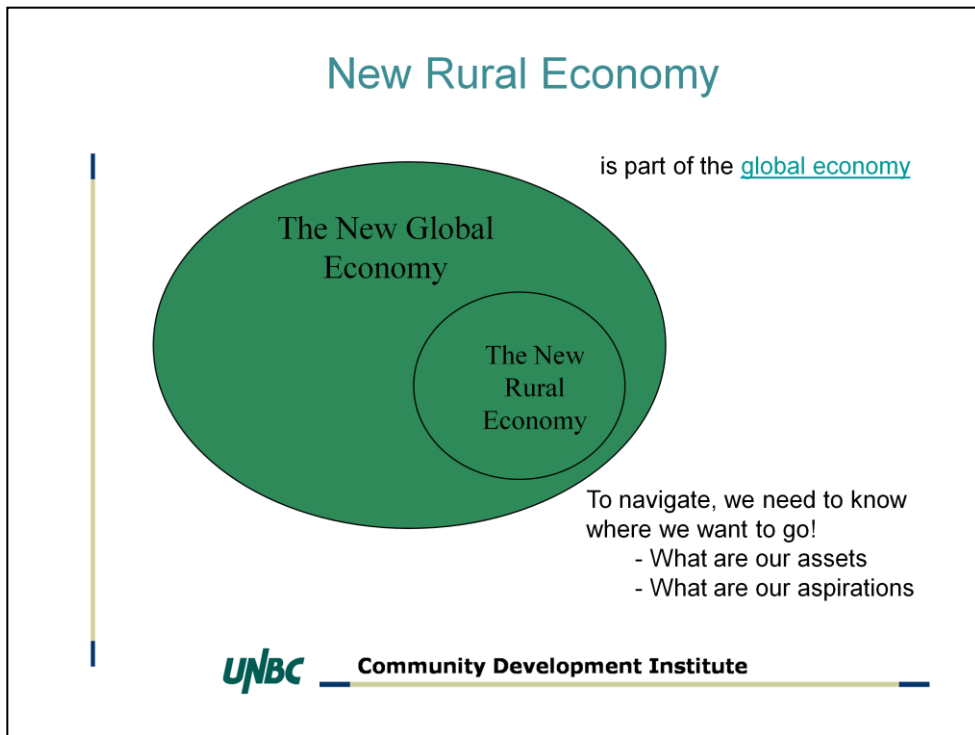 New Rural Economy
is part of the global economy
The New Global
Economy
The New
Rural
Economy
To navigate, we need to know
where we want to go!
- What are our assets
- What are our aspirations
UNBC
Community Development Institute